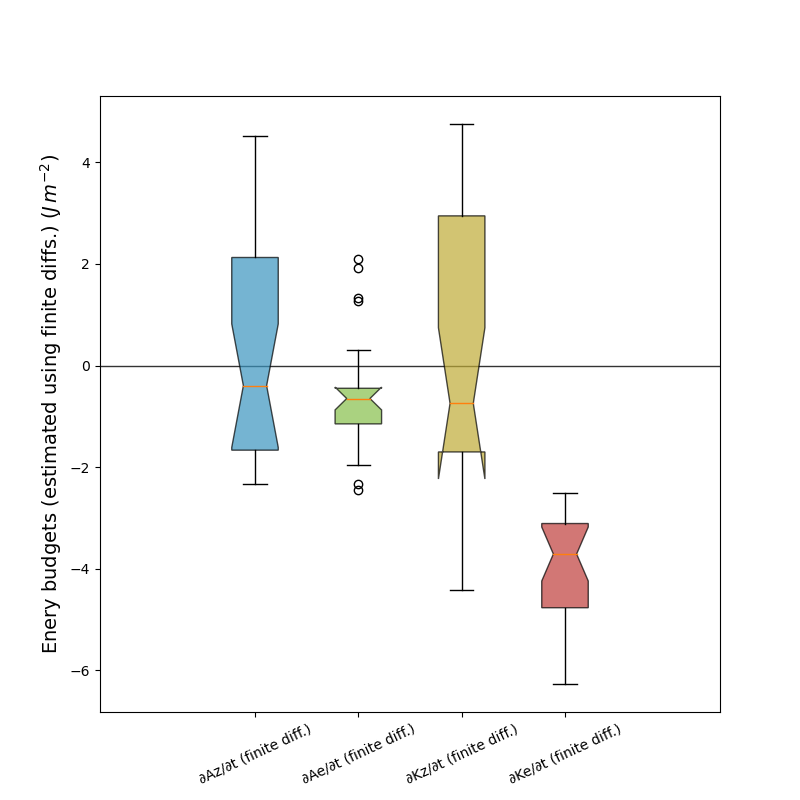 Enery budgets (estimated using finite diffs.) (J m⁻²)
4
2
0
−2
−4
−6
∂Az/∂t (finite diff.)
∂Ae/∂t (finite diff.)
∂Kz/∂t (finite diff.)
∂Ke/∂t (finite diff.)